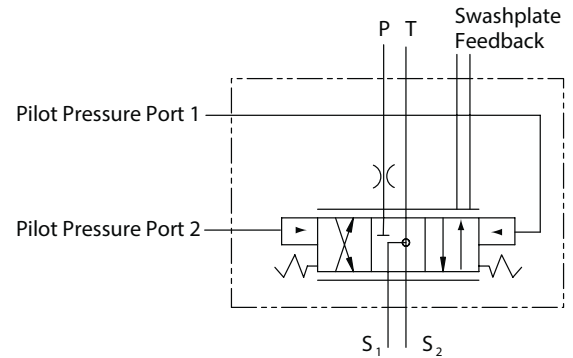 Swashplate
Feedback
P T
Pilot Pressure Port 1
Pilot Pressure Port 2
S₁ S₂